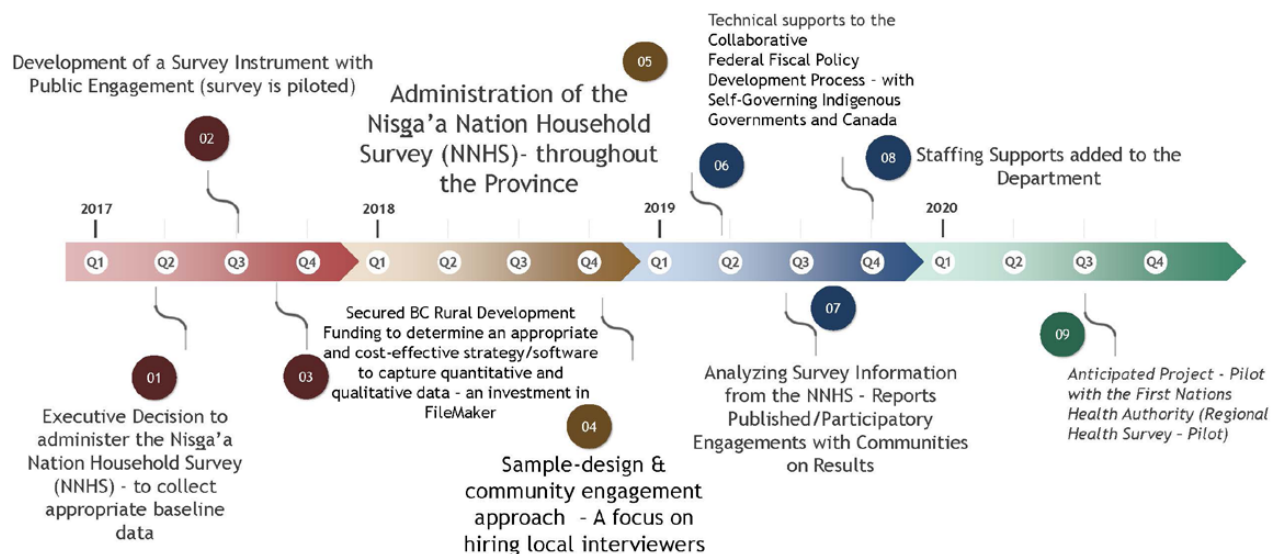 Development of a Survey Instrument with
Public Engagement (survey is piloted)
02
05
Administration of the
Nisg̲a’a Nation Household
Survey (NNHS)- throughout
the Province
Technical supports to the
Collaborative
Federal Fiscal Policy
Development Process - with
Self-Governing Indigenous
Governments and Canada
06
08
Staffing Supports added to the
Department
2017
2018
2019
2020
Q1 Q2 Q3 Q4 Q1 Q2 Q3 Q4 Q1 Q2 Q3 Q4 Q1 Q2 Q3 Q4
01
Executive Decision to
administer the Nisg̲a’a
Nation Household Survey
(NNHS) - to collect
appropriate baseline
data
03
Secured BC Rural Development
Funding to determine an appropriate
and cost-effective strategy/software
to capture quantitative and
qualitative data - an investment in
FileMaker
04
Sample-design &
community engagement
approach - A focus on
hiring local interviewers
07
Analyzing Survey Information
from the NNHS - Reports
Published/Participatory
Engagements with Communities
on Results
09
Anticipated Project - Pilot
with the First Nations
Health Authority (Regional
Health Survey – Pilot)